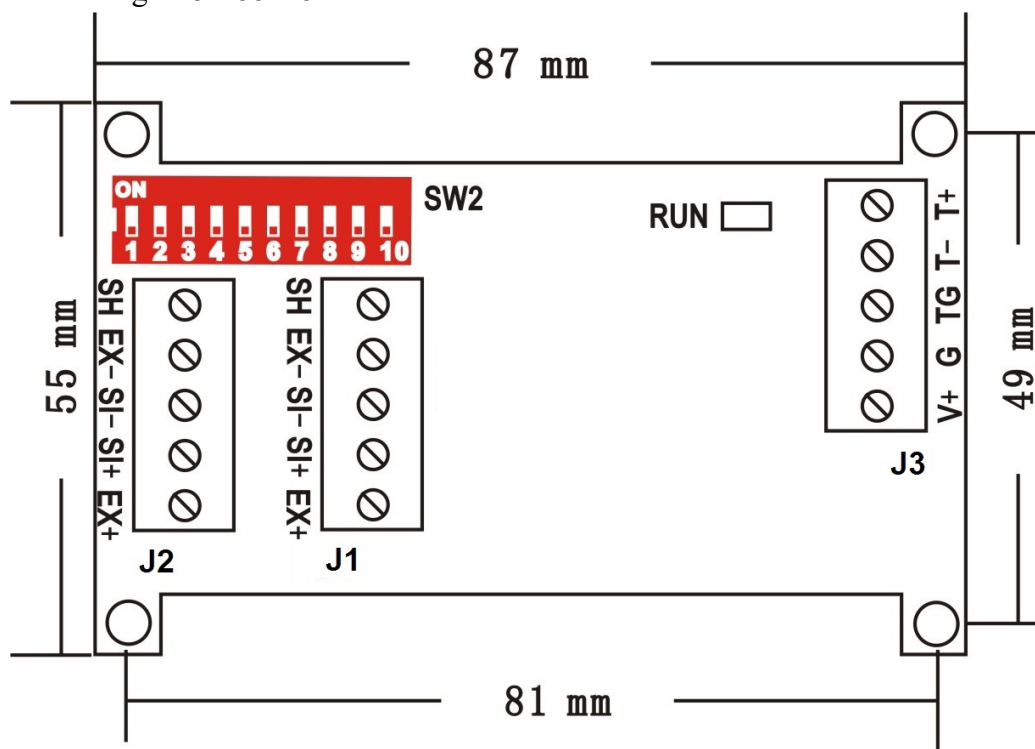 87 mm
ON
1 2 3 4 5 6 7 8 9 10
SW2
RUN
T+
T-
TG
G
V+
J3
SH
EX-
SI-
SI+
EX+
J2
SH
EX-
SI-
SI+
EX+
J1
55 mm
49 mm
81 mm